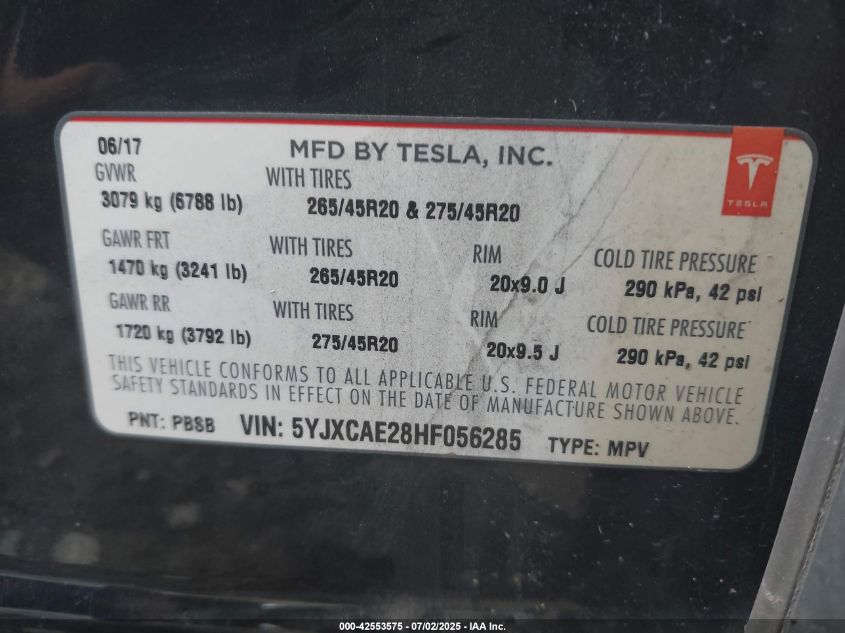 06/17
MFD BY TESLA, INC.
GVWR WITH TIRES
3079 kg (6788 lb) 265/45R20 & 275/45R20
TESLA
GAWR FRT WITH TIRES RIM COLD TIRE PRESSURE
1470 kg (3241 lb) 265/45R20 20x9.0 J 290 kPa, 42 psi
GAWR RR WITH TIRES RIM COLD TIRE PRESSURE
1720 kg (3792 lb) 275/45R20 20x9.5 J 290 kPa, 42 psi
THIS VEHICLE CONFORMS TO ALL APPLICABLE U.S. FEDERAL MOTOR VEHICLE
SAFETY STANDARDS IN EFFECT ON THE DATE OF MANUFACTURE SHOWN ABOVE.
PNT: PBSB VIN: 5YJXCAE28HF056285 TYPE: MPV
000-42553575 - 07/02/2025 - IAA Inc.